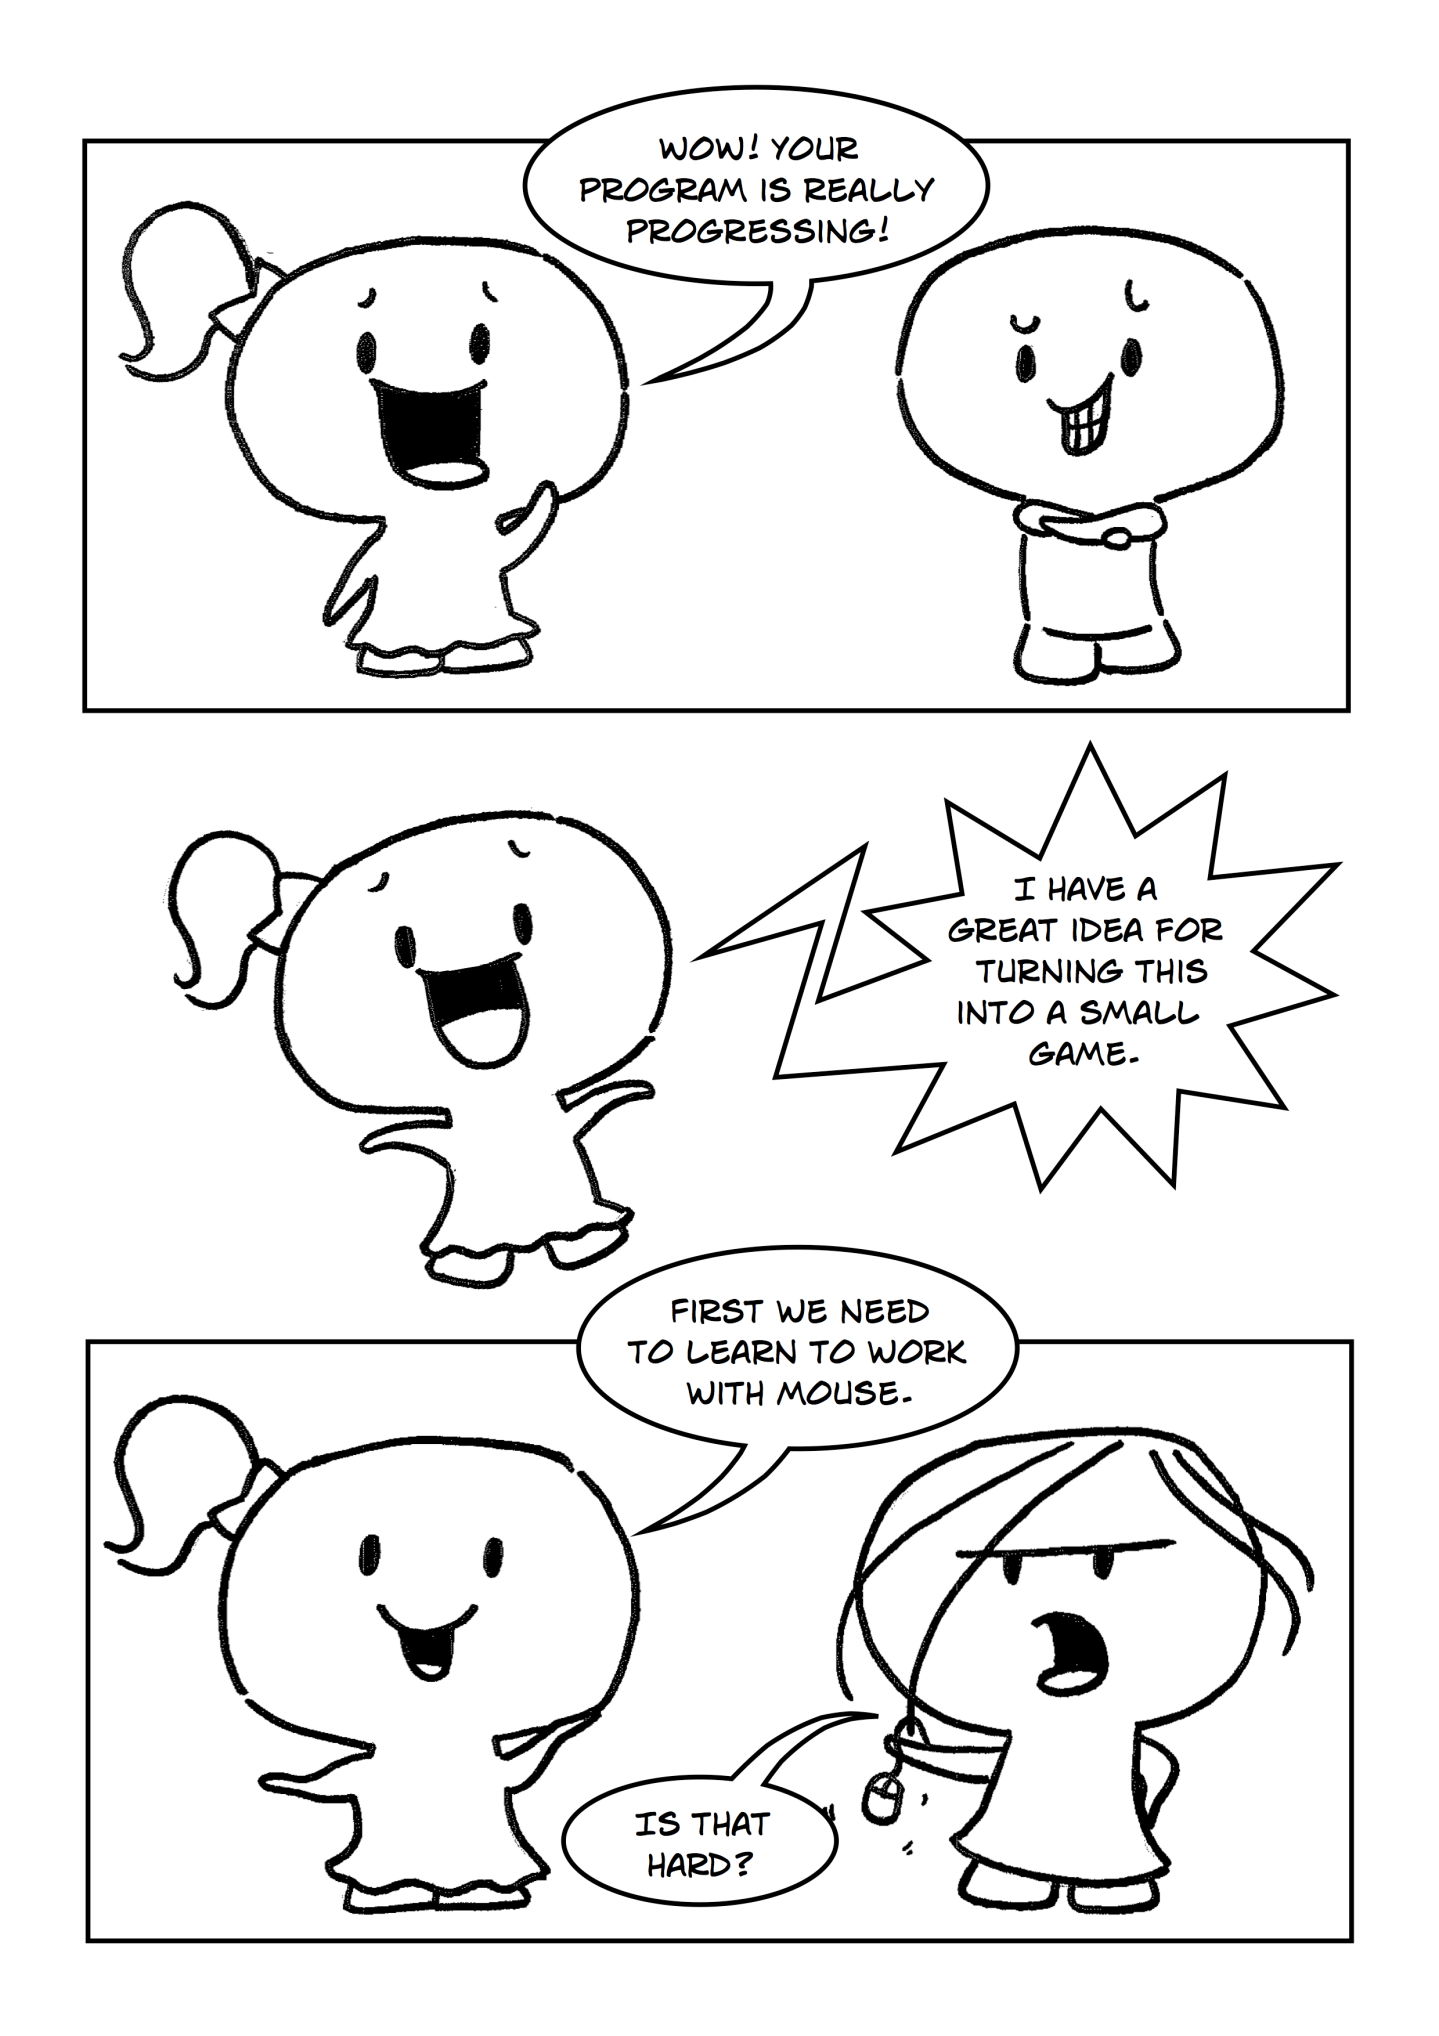 WOW! YOUR
PROGRAM IS REALLY
PROGRESSING!
I HAVE A
GREAT IDEA FOR
TURNING THIS
INTO A SMALL
GAME.
FIRST WE NEED
TO LEARN TO WORK
WITH MOUSE.
IS THAT
HARD?